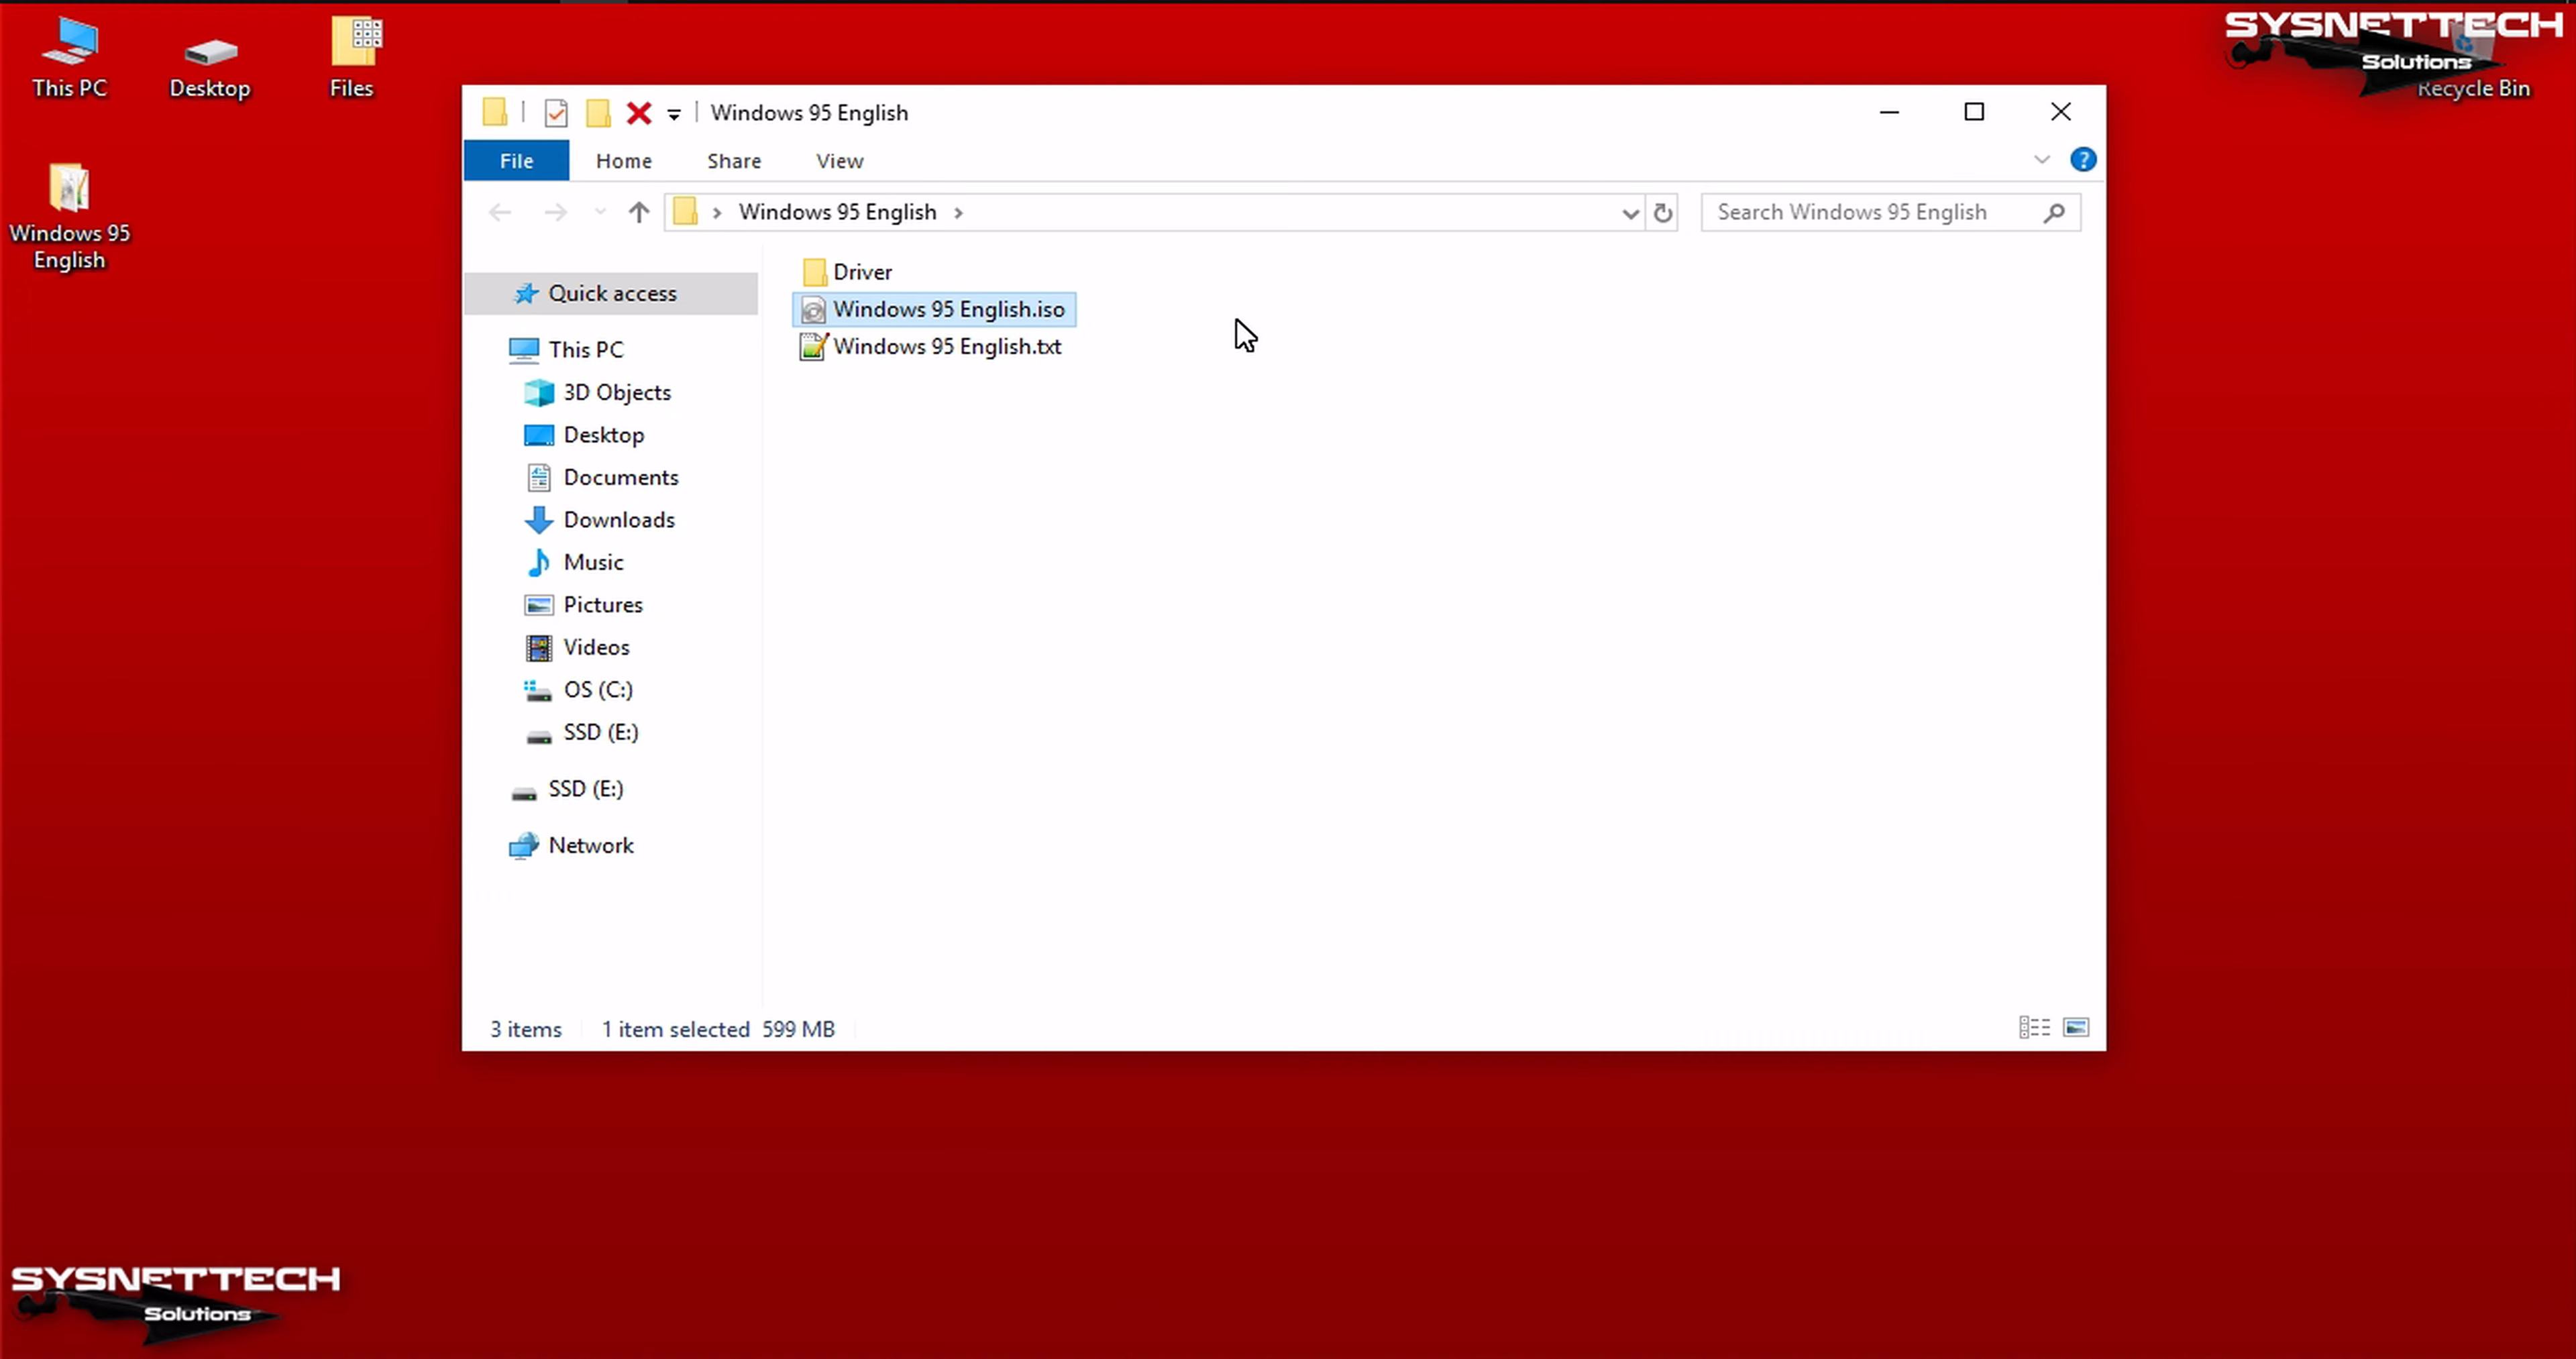 This PC
Desktop
Files
SYSNETTECH
Solutions
Recycle Bin
Windows 95
English
Windows 95 English
File
Home
Share
View
?
Windows 95 English
Search Windows 95 English
Quick access
This PC
3D Objects
Desktop
Documents
Downloads
Music
Pictures
Videos
OS (C:)
SSD (E:)
SSD (E:)
Network
Driver
Windows 95 English.iso
Windows 95 English.txt
3 items
1 item selected 599 MB
SYSNETTECH
Solutions